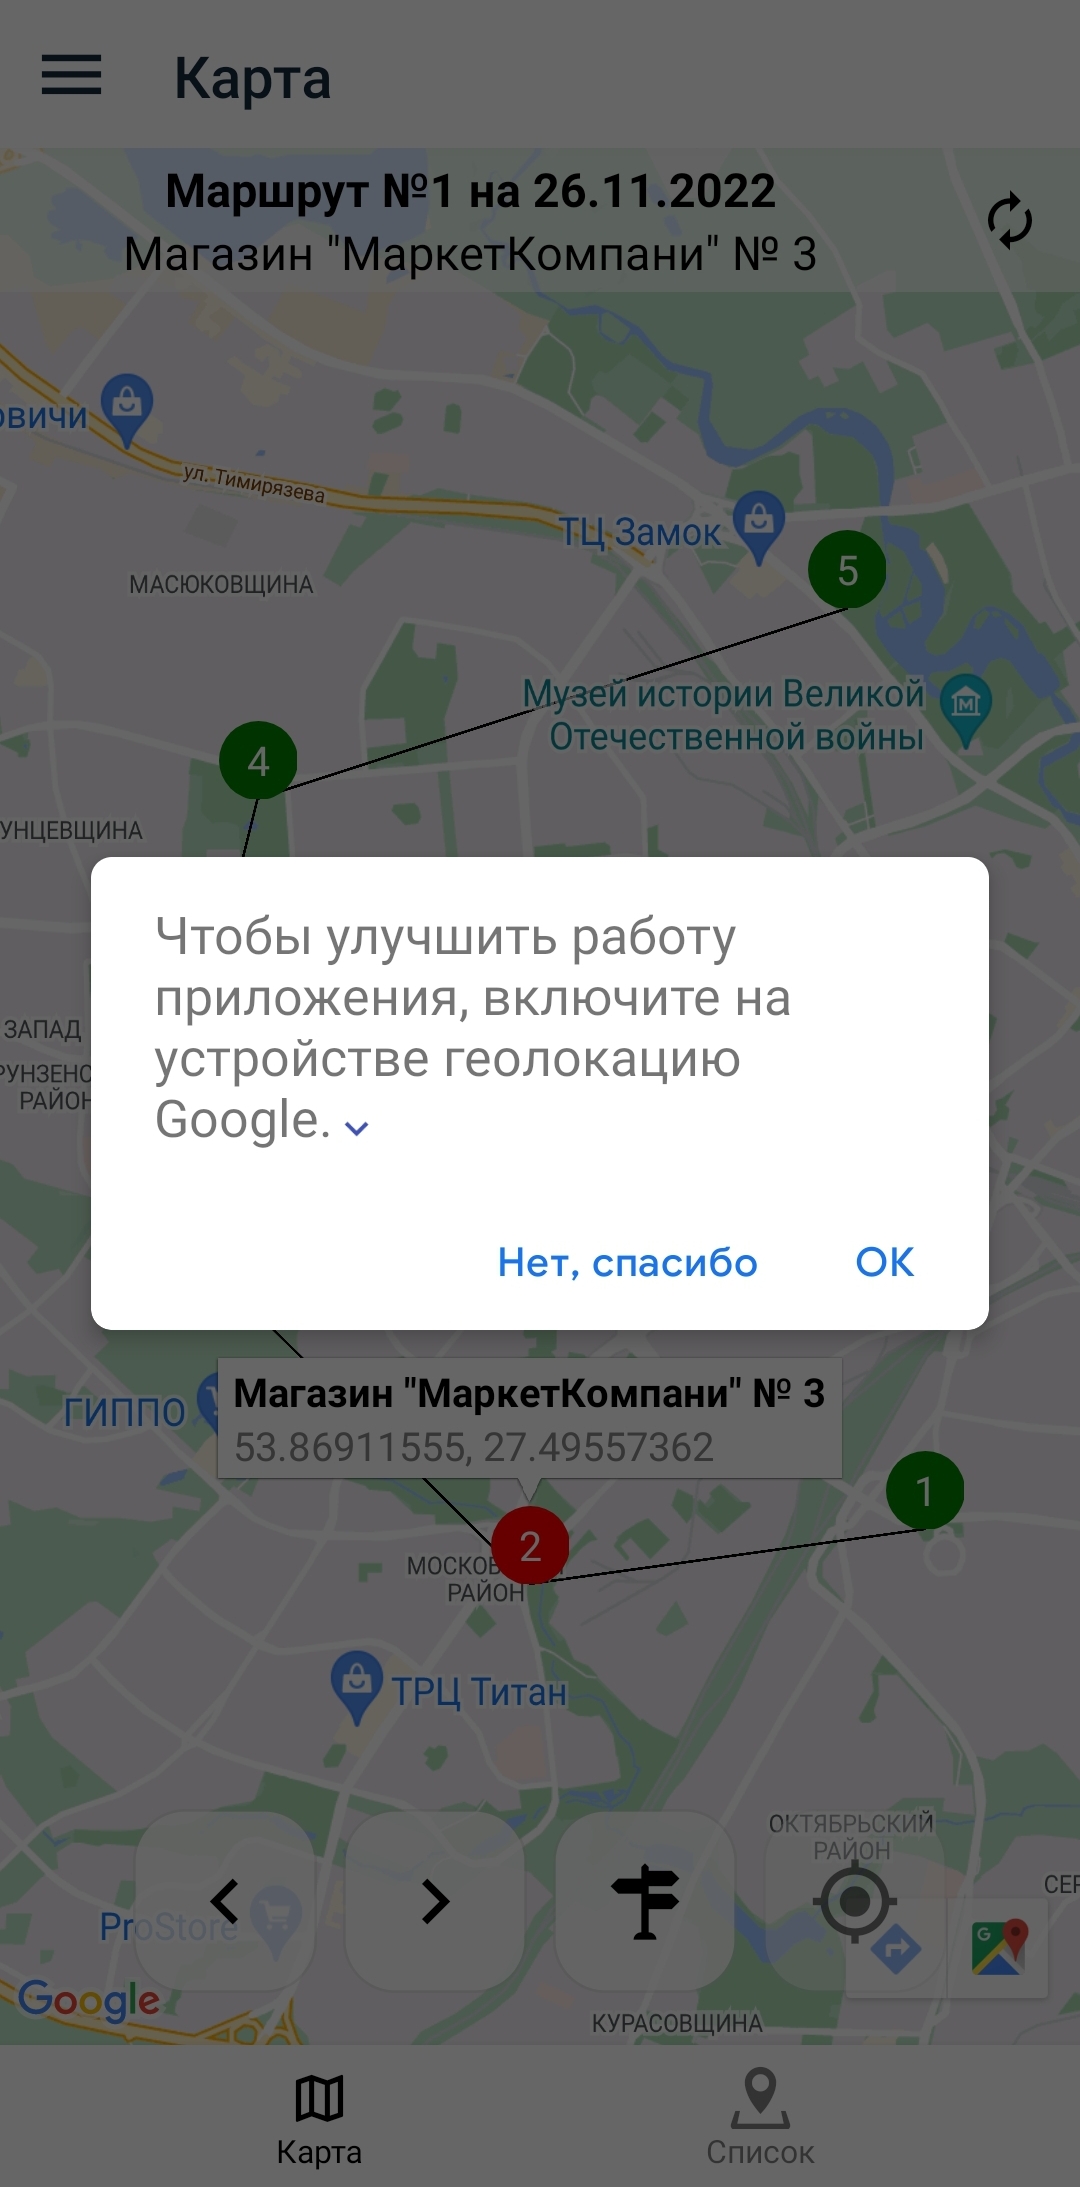 Карта
Маршрут №1 на 26.11.2022
Магазин "МаркетКомпани" № 3
овичи
ул. Тимирязева
ТЦ Замок
5
МАСЮКОВЩИНА
Музей истории Великой
Отечественной войны
4
УНЦЕВЩИНА
Чтобы улучшить работу
приложения, включите на
устройстве геолокацию
Google.
ЗАПАД
РУНЗЕНС
РАЙОН
Нет, спасибо
ОК
Магазин "МаркетКомпани" № 3
53.86911555, 27.49557362
ГИППО
1
2
МОСКОВ
РАЙОН
ТРЦ Титан
ОКТЯБРЬСКИЙ
РАЙОН
СЕР
ProStore
Google
КУРАСОВЩИНА
Карта
Список